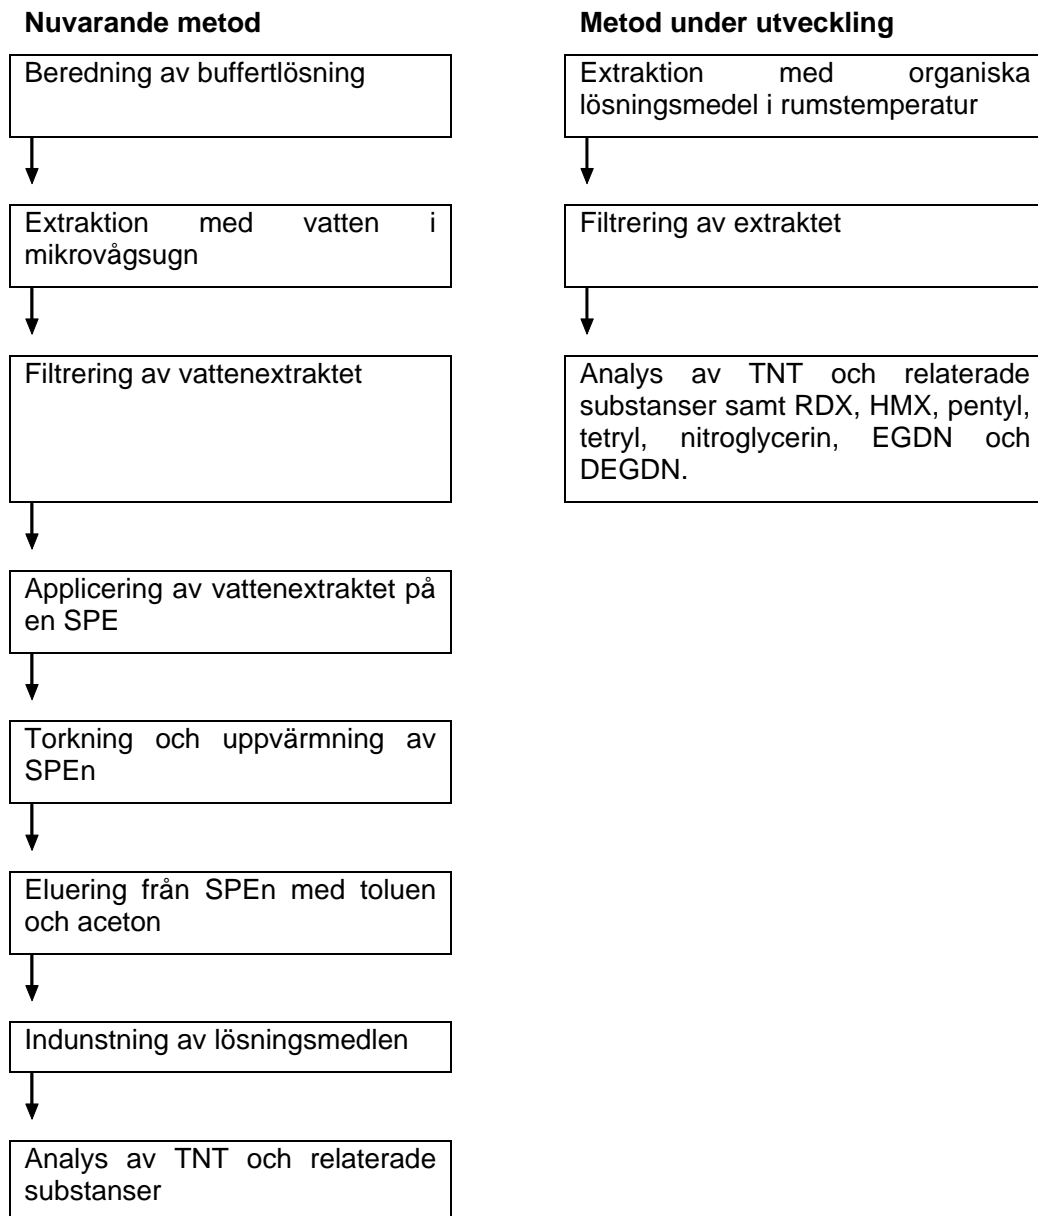 Nuvarande metod
Beredning av buffertlösning
Extraktion med vatten i
mikrovågsugn
Filtrering av vattenextraktet
Applicering av vattenextraktet på
en SPE
Torkning och uppvärmning av
SPEn
Eluering från SPEn med toluen
och aceton
Indunstning av lösningsmedlen
Analys av TNT och relaterade
substanser
Metod under utveckling
Extraktion med organiska
lösningsmedel i rumstemperatur
Filtrering av extraktet
Analys av TNT och relaterade
substanser samt RDX, HMX, pentyl,
tetryl, nitroglycerin, EGDN och
DEGDN.